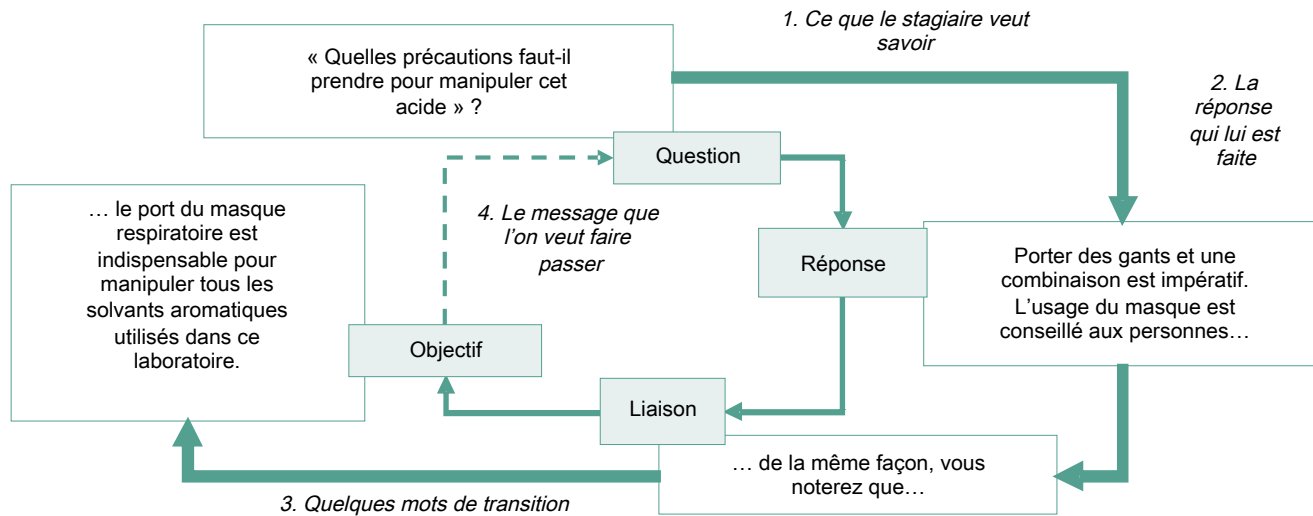 1. Ce que le stagiaire veut
savoir
« Quelles précautions faut-il
prendre pour manipuler cet
acide » ?
2. La
réponse
qui lui est
faite
Question
… le port du masque
respiratoire est
indispensable pour
manipuler tous les
solvants aromatiques
utilisés dans ce
laboratoire.
4. Le message que
l’on veut faire
passer
Réponse
Porter des gants et une
combinaison est impératif.
L’usage du masque est
conseillé aux personnes…
Objectif
Liaison
… de la même façon, vous
noterez que…
3. Quelques mots de transition